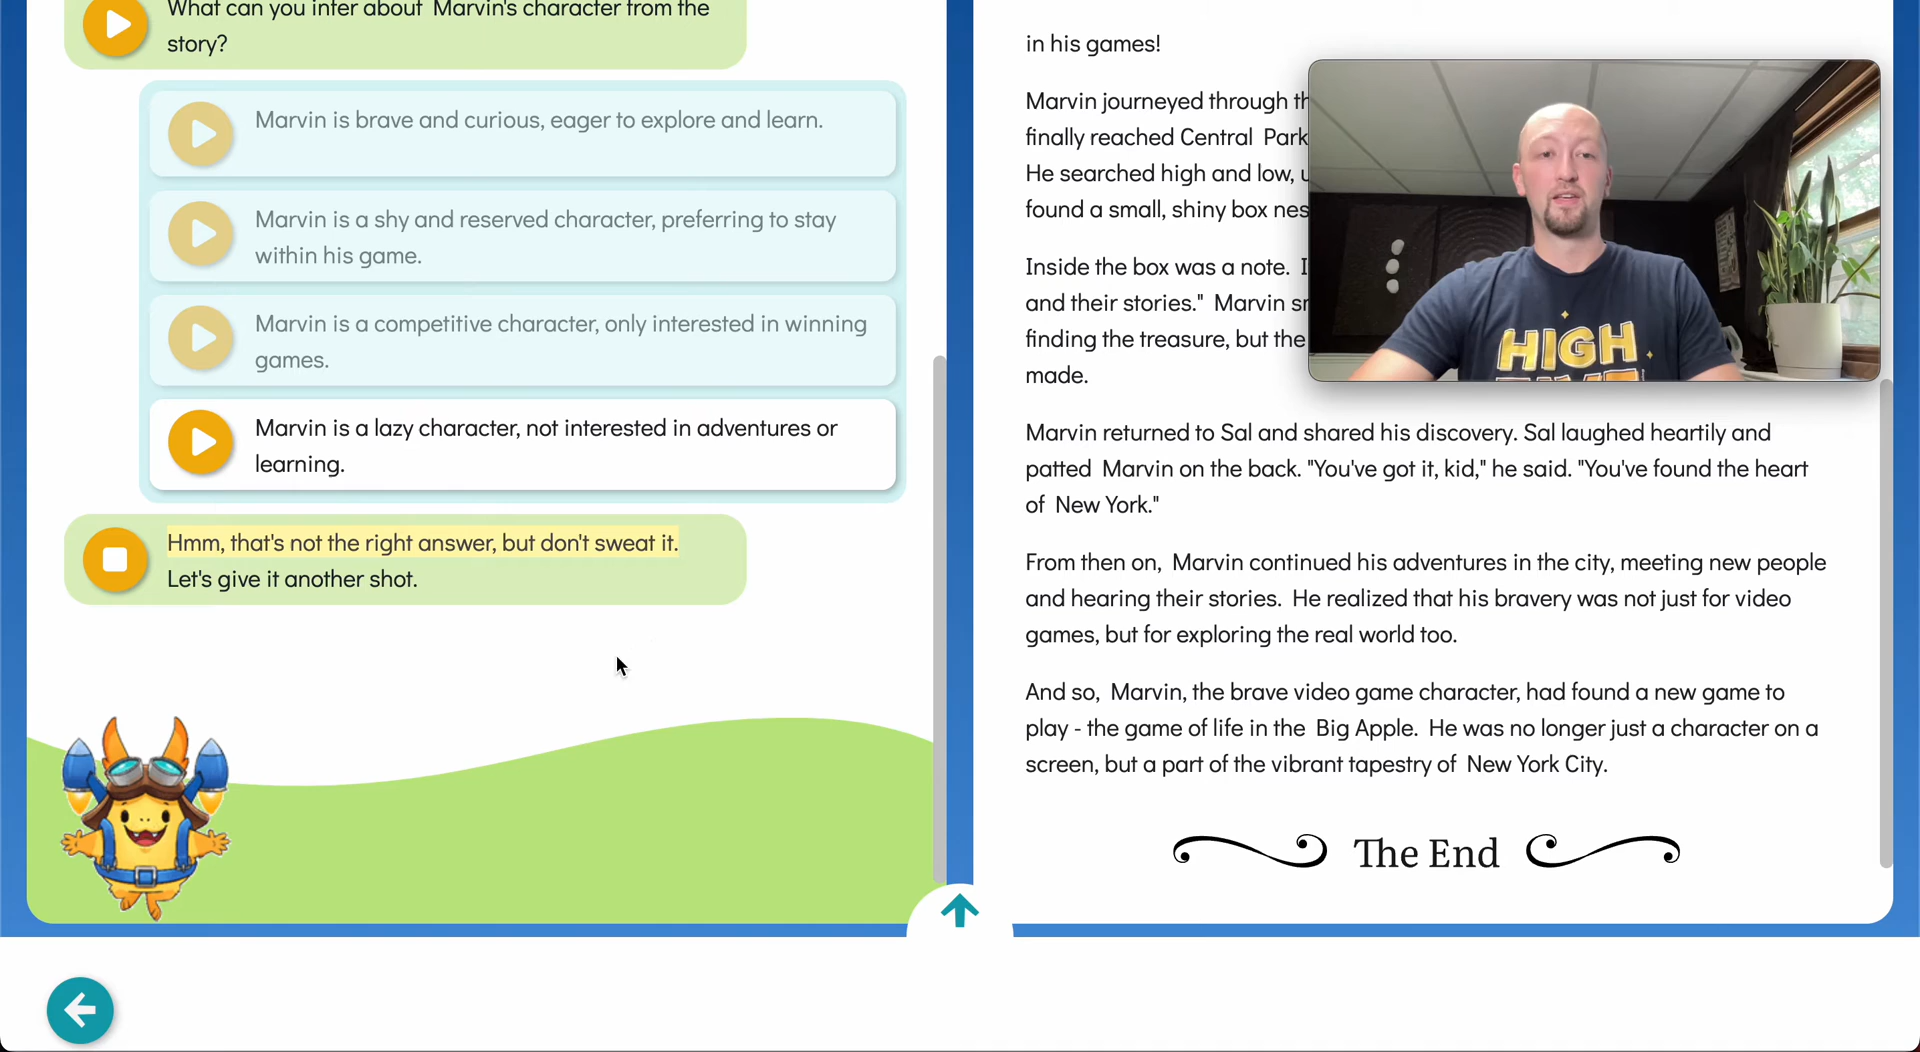 What can you infer about Marvin's character from the
story?
Marvin is brave and curious, eager to explore and learn.
Marvin is a shy and reserved character, preferring to stay
within his game.
Marvin is a competitive character, only interested in winning
games.
Marvin is a lazy character, not interested in adventures or
learning.
Hmm, that's not the right answer, but don't sweat it.
Let's give it another shot.
in his games!
Marvin journeyed through
finally reached Central Park
He searched high and low,
found a small, shiny box
Inside the box was a note.
and their stories." Marvin
finding the treasure, but the
made.
Marvin returned to Sal and shared his discovery. Sal laughed heartily and
patted Marvin on the back. "You've got it, kid," he said. "You've found the heart
of New York."
From then on, Marvin continued his adventures in the city, meeting new people
and hearing their stories. He realized that his bravery was not just for video
games, but for exploring the real world too.
And so, Marvin, the brave video game character, had found a new game to
play - the game of life in the Big Apple. He was no longer just a character on a
screen, but a part of the vibrant tapestry of New York City.
The End
HIGH